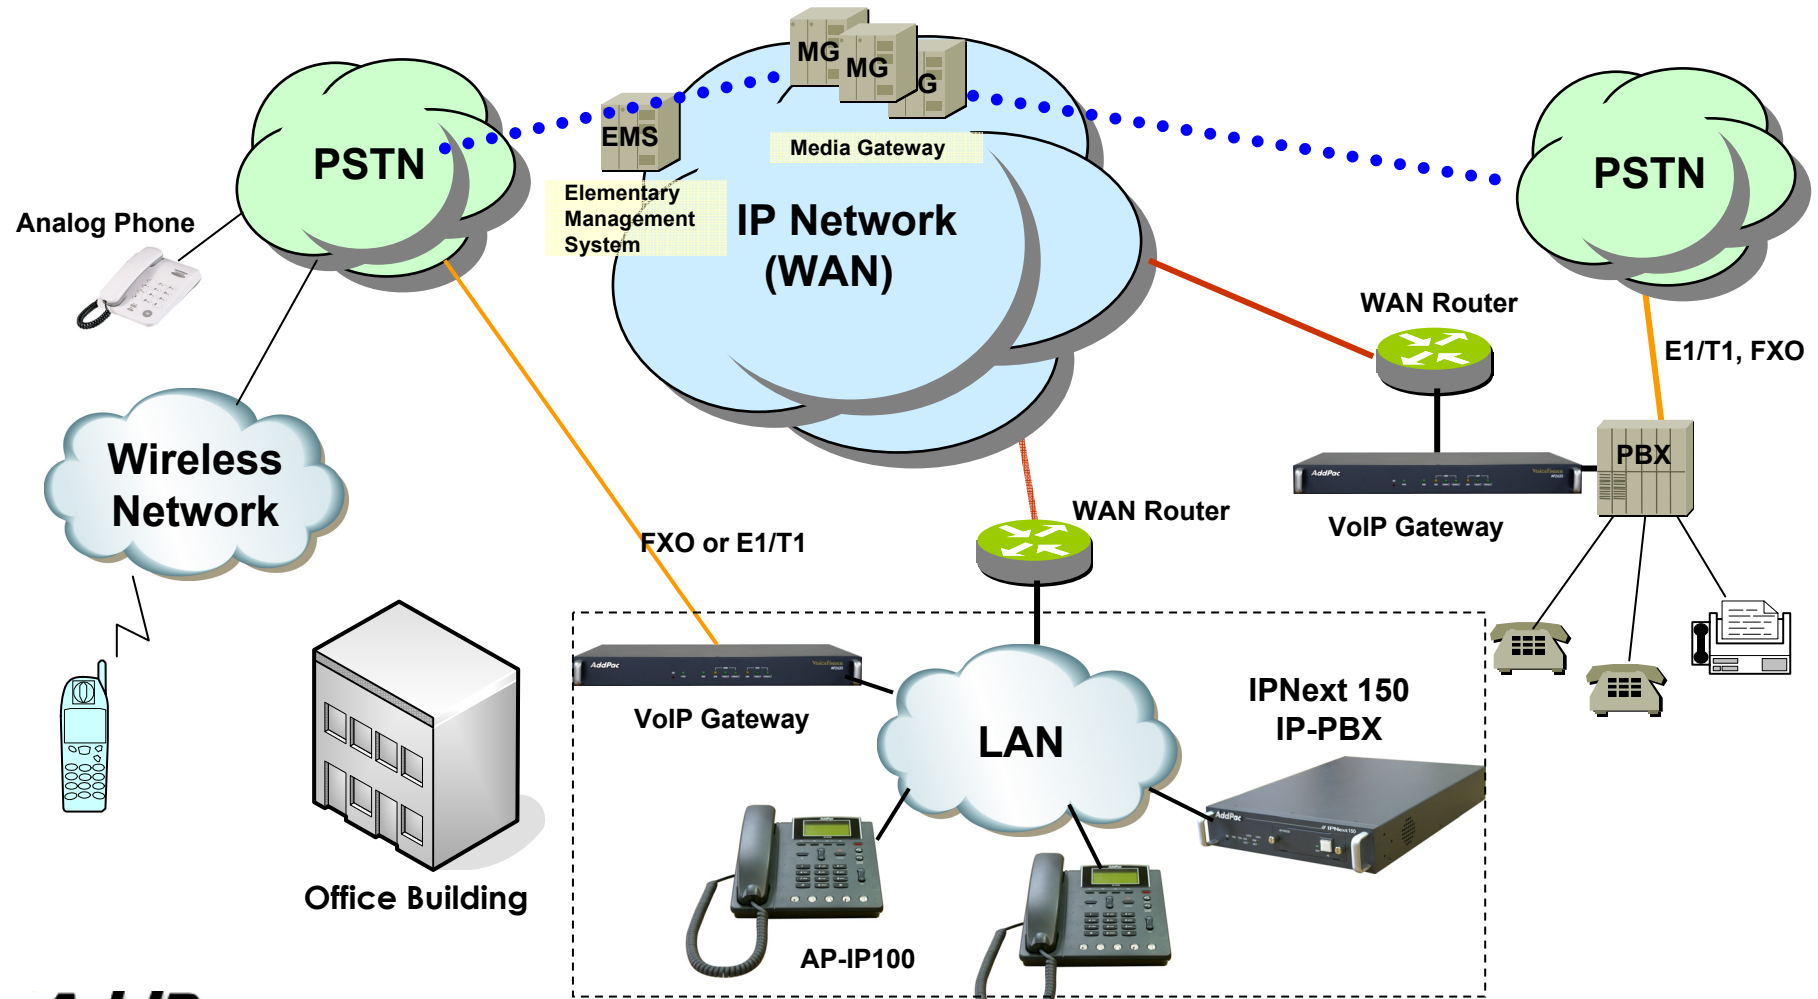 MG
MG
G
EMS
Media Gateway
PSTN
PSTN
Elementary
Management
System
IP Network
(WAN)
Analog Phone
WAN Router
E1/T1, FXO
Wireless
Network
AddPac
PBX
WAN Router
VoIP Gateway
FXO or E1/T1
AddPac
VoIP Gateway
LAN
IPNext 150
IP-PBX
AddPac
IPNext150
Office Building
AP-IP100